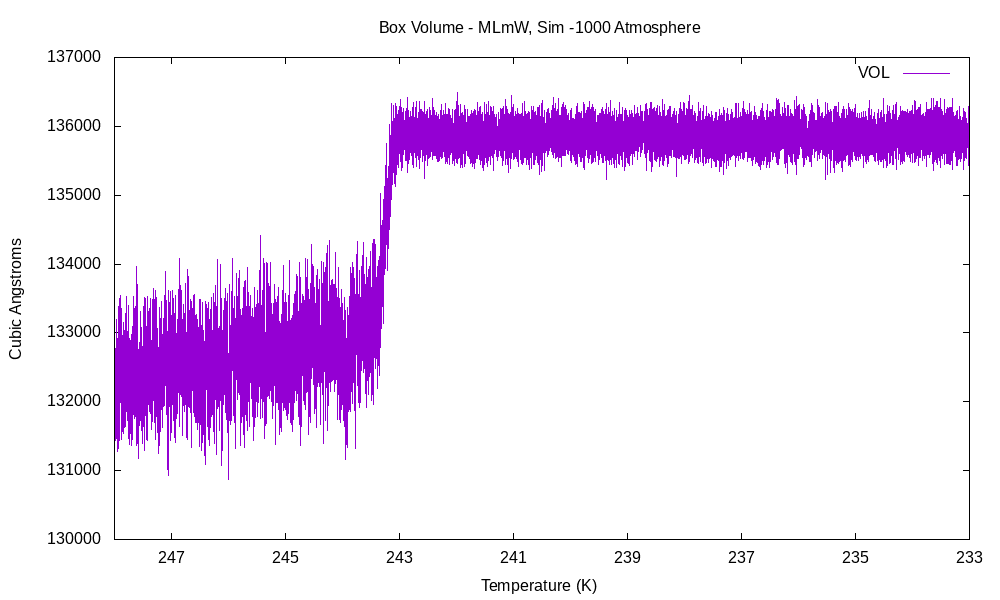 Box Volume - MLmW, Sim -1000 Atmosphere
137000
VOL
136000
135000
134000
133000
132000
131000
130000
Cubic Angstroms
247 245 243 241 239 237 235 233
Temperature (K)